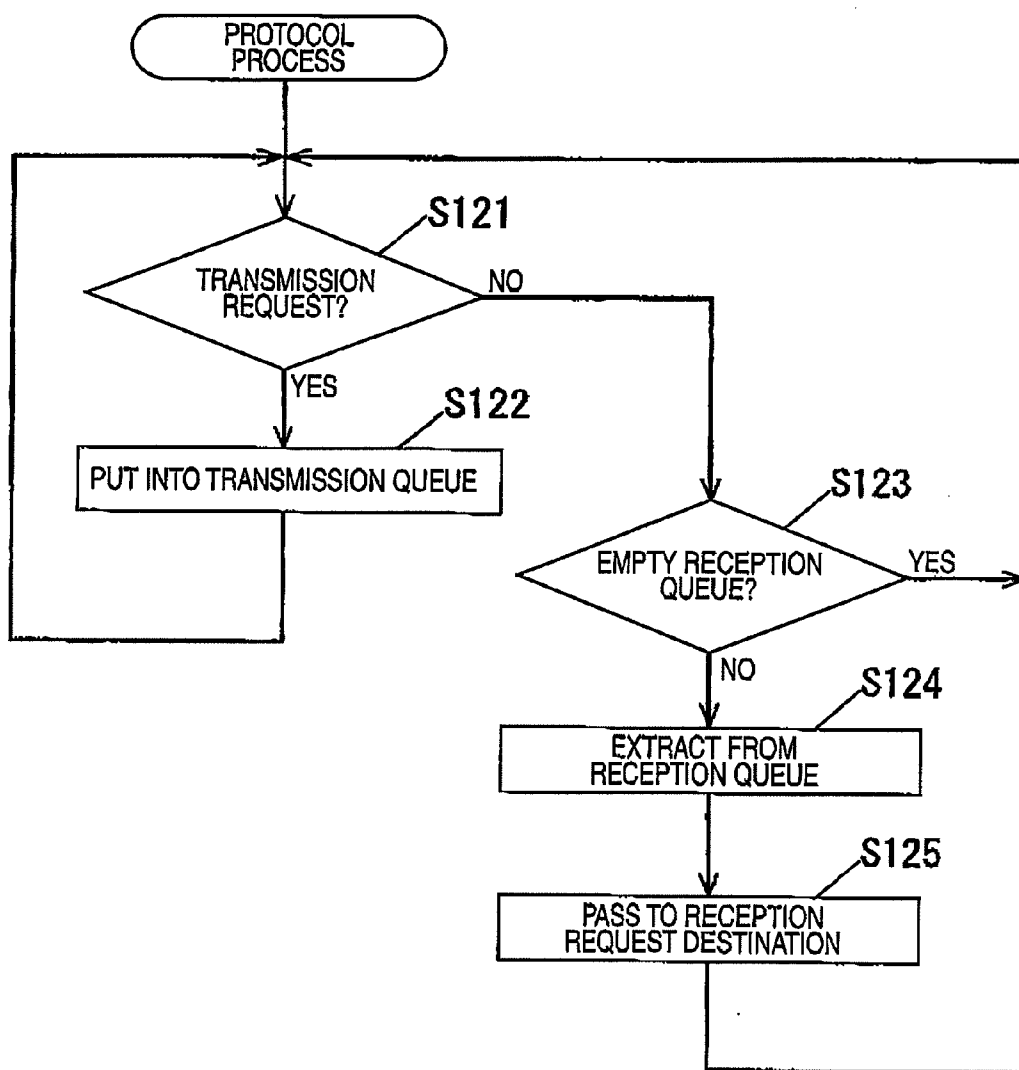 PROTOCOL
PROCESS
S121
TRANSMISSION
REQUEST?
NO
YES
S122
PUT INTO TRANSMISSION QUEUE
S123
EMPTY RECEPTION
QUEUE?
YES
NO
S124
EXTRACT FROM
RECEPTION QUEUE
S125
PASS TO RECEPTION
REQUEST DESTINATION